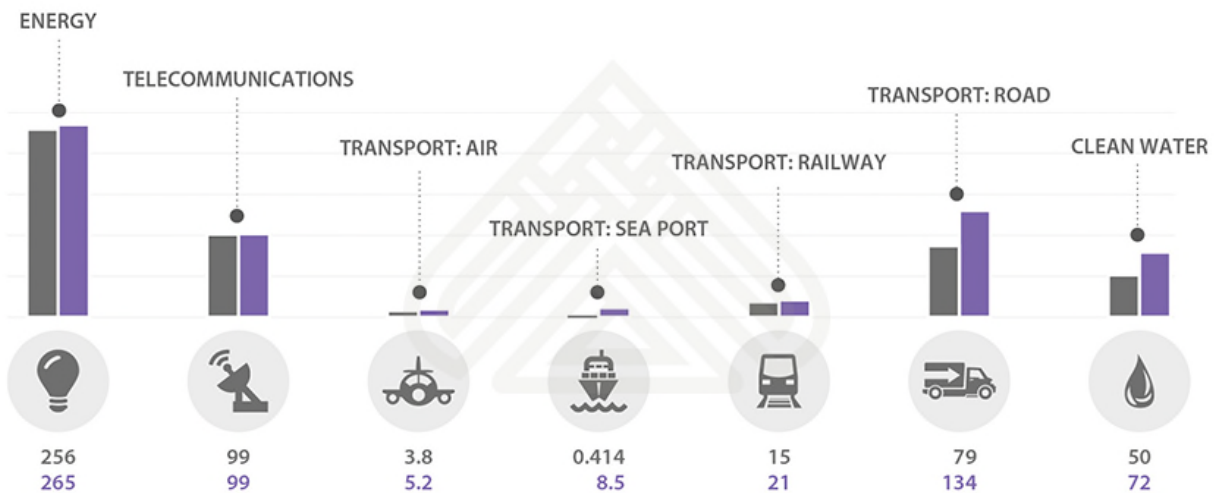 ENERGY
TELECOMMUNICATIONS
TRANSPORT: AIR
TRANSPORT: SEA PORT
TRANSPORT: RAILWAY
TRANSPORT: ROAD
CLEAN WATER
256 99 3.8 0.414 15 79 50
265 99 5.2 8.5 21 134 72